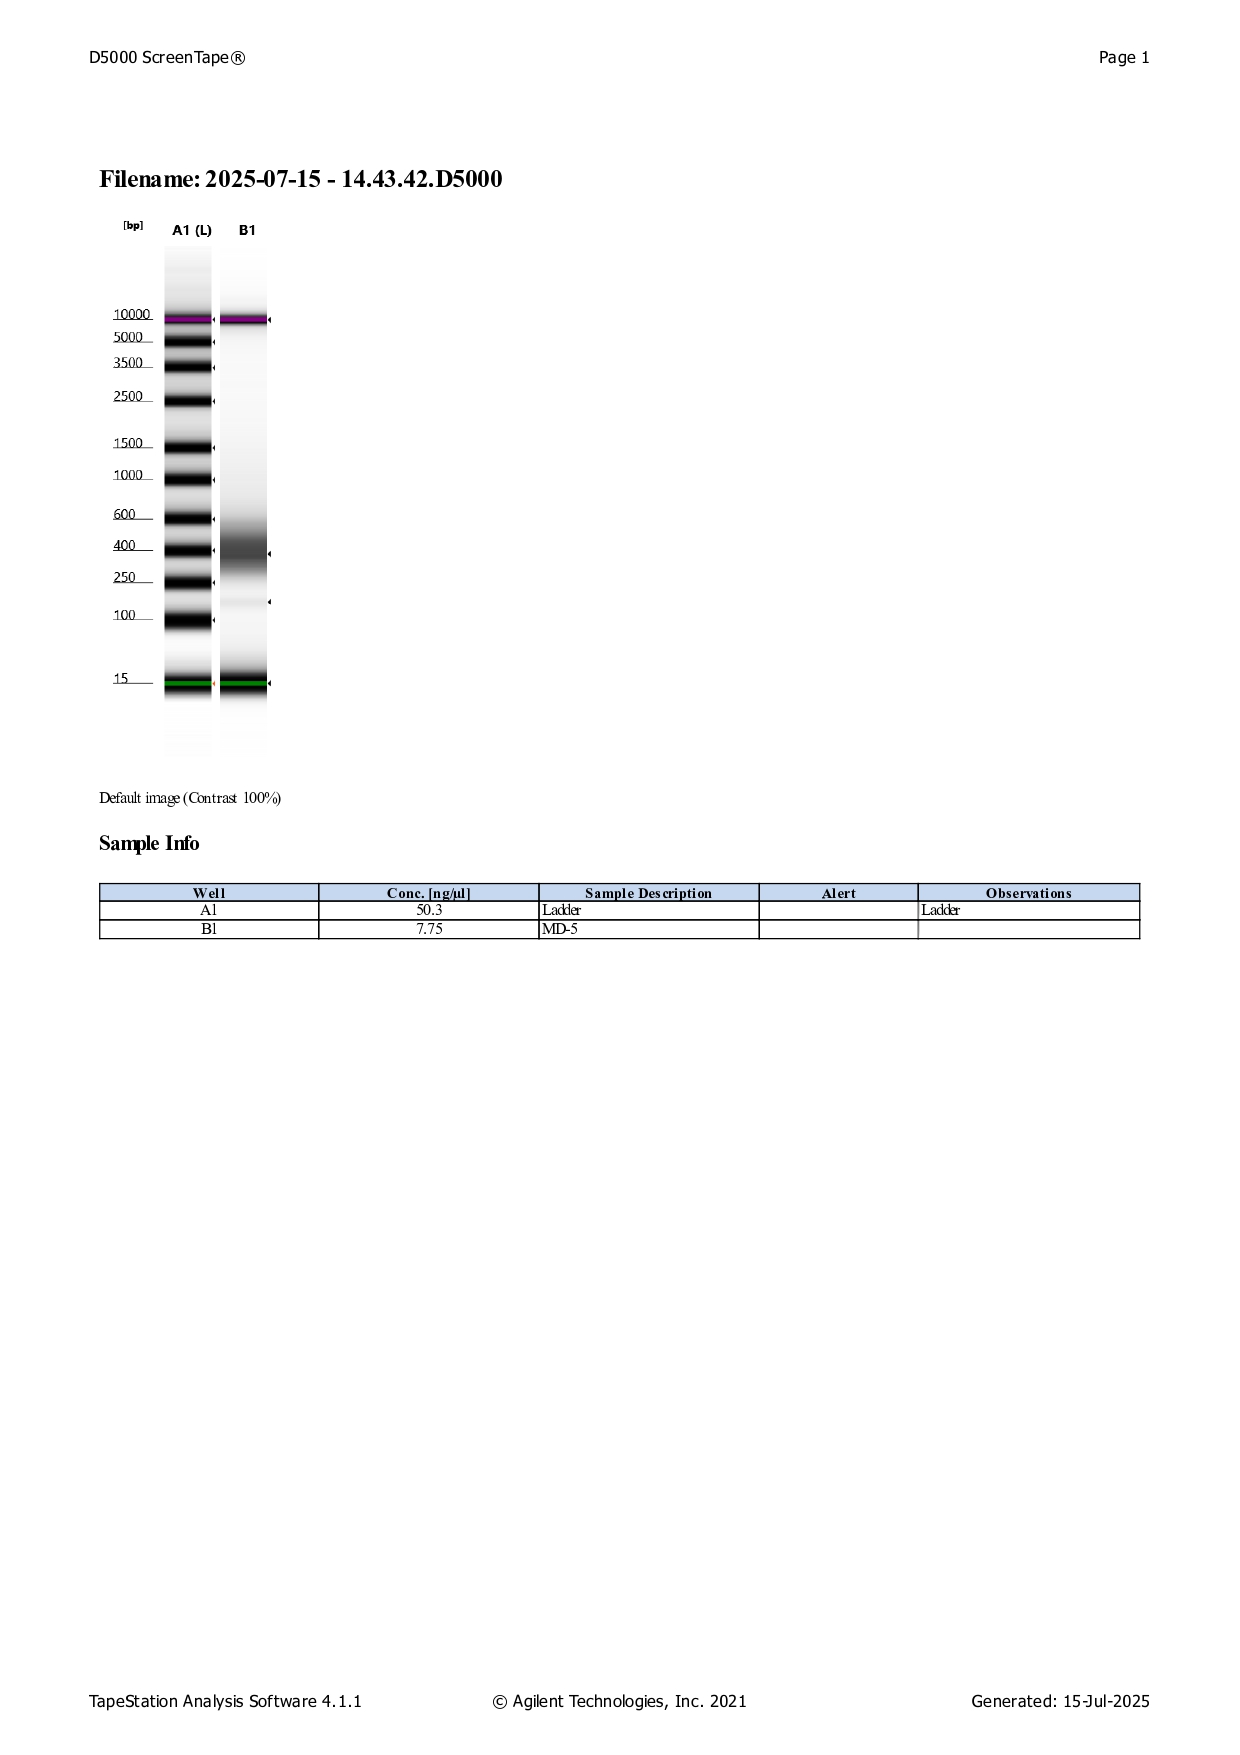 D5000 ScreenTape® Page 1
Filename: 2025-07-15 - 14.43.42.D5000
[bp] A1 (L) B1
10000
5000
3500
2500
1500
1000
600
400
250
100
15
Default image (Contrast 100%)
Sample Info
Well Conc. [ng/µl] Sample Description Alert Observations
A1 50.3 Ladder Ladder
B1 7.75 MD-5
TapeStation Analysis Software 4.1.1 © Agilent Technologies, Inc. 2021 Generated: 15-Jul-2025